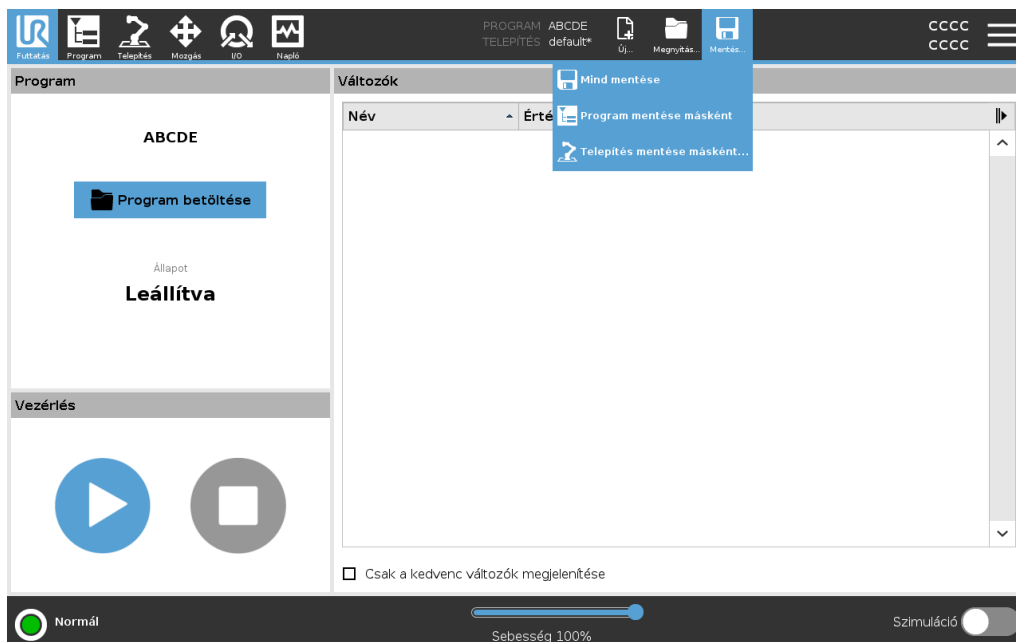 UR
Futtatás Program Telepítés Mozgás I/O Napló
PROGRAM ABCDE
TELEPÍTÉS default*
Új... Megnyitás... Mentés...
CCCC
CCCC
Program
Változók
Mind mentése
Program mentése másként
Telepítés mentése másként...
Név
Érté
ABCDE
Program betöltése
Állapot
Leállítva
Vezérlés
Csak a kedvenc változók megjelenítése
Normál
Sebesség 100%
Szimuláció